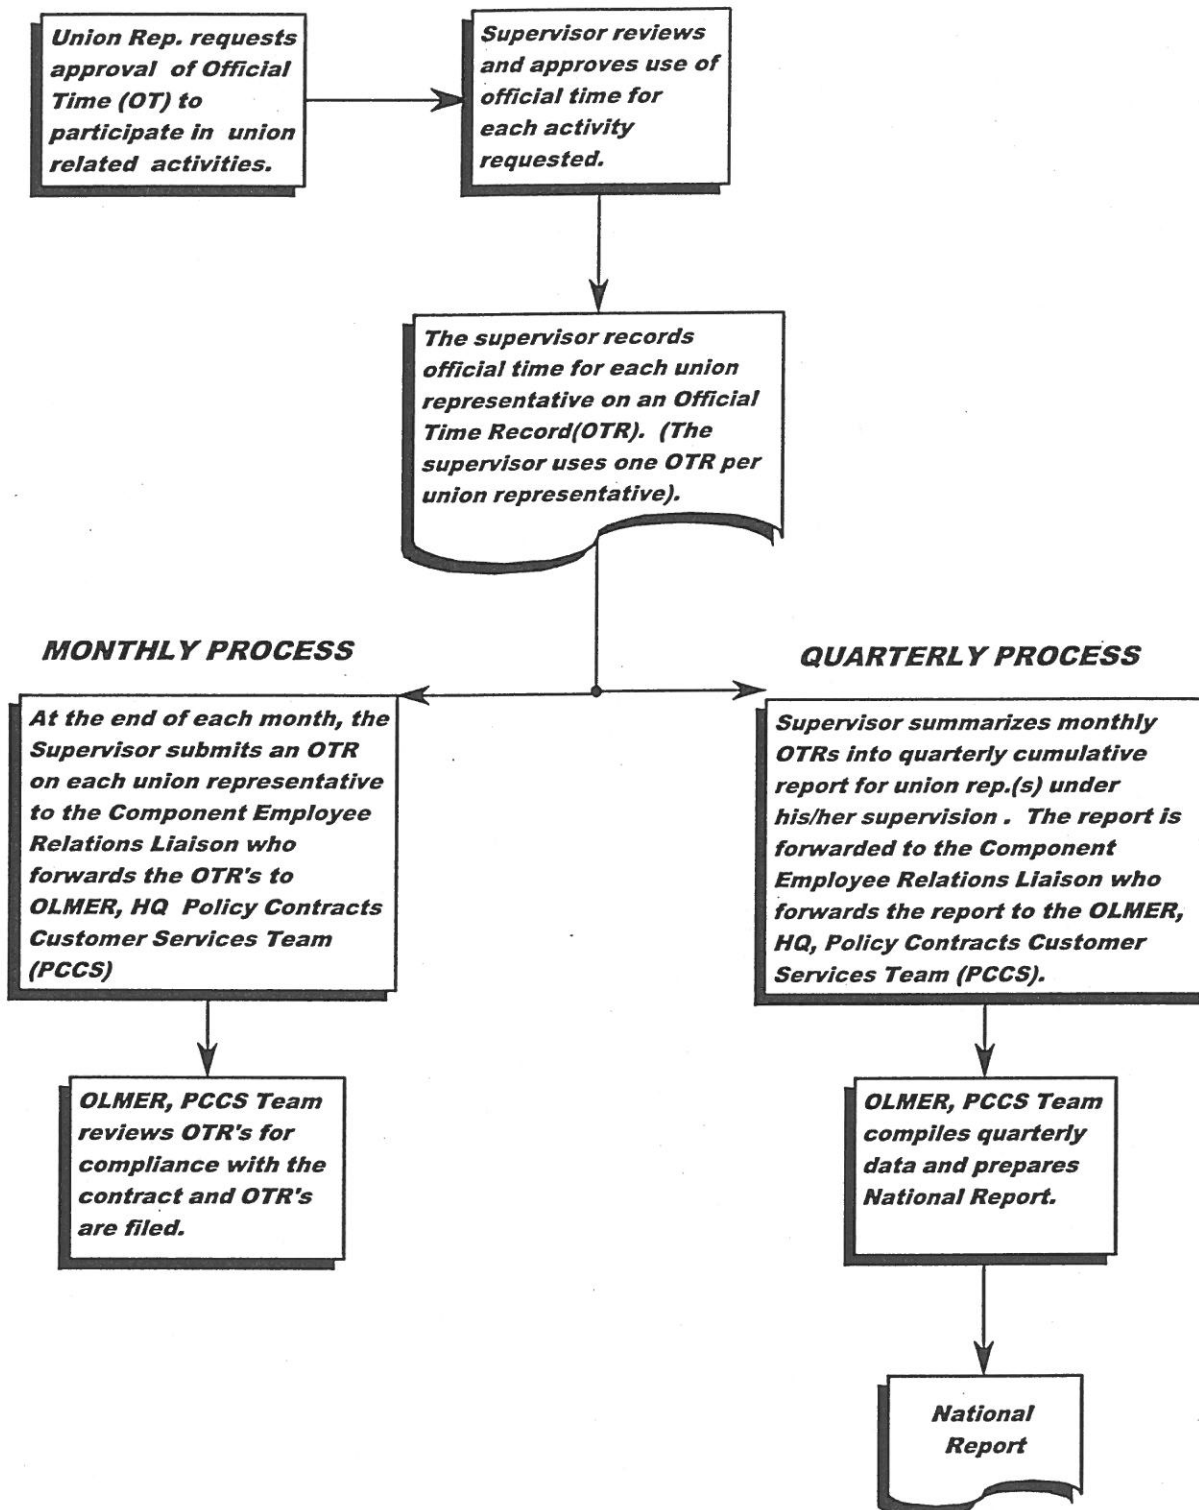 Union Rep. requests
approval of Official
Time (OT) to
participate in union
related activities.
Supervisor reviews
and approves use of
official time for
each activity
requested.
The supervisor records
official time for each union
representative on an Official
Time Record(OTR). (The
supervisor uses one OTR per
union representative).
MONTHLY PROCESS
At the end of each month, the
Supervisor submits an OTR
on each union representative
to the Component Employee
Relations Liaison who
forwards the OTR's to
OLMER, HQ Policy Contracts
Customer Services Team
(PCCS)
OLMER, PCCS Team
reviews OTR's for
compliance with the
contract and OTR's
are filed.
QUARTERLY PROCESS
Supervisor summarizes monthly
OTRs into quarterly cumulative
report for union rep.(s) under
his/her supervision . The report is
forwarded to the Component
Employee Relations Liaison who
forwards the report to the OLMER,
HQ, Policy Contracts Customer
Services Team (PCCS).
OLMER, PCCS Team
compiles quarterly
data and prepares
National Report.
National
Report